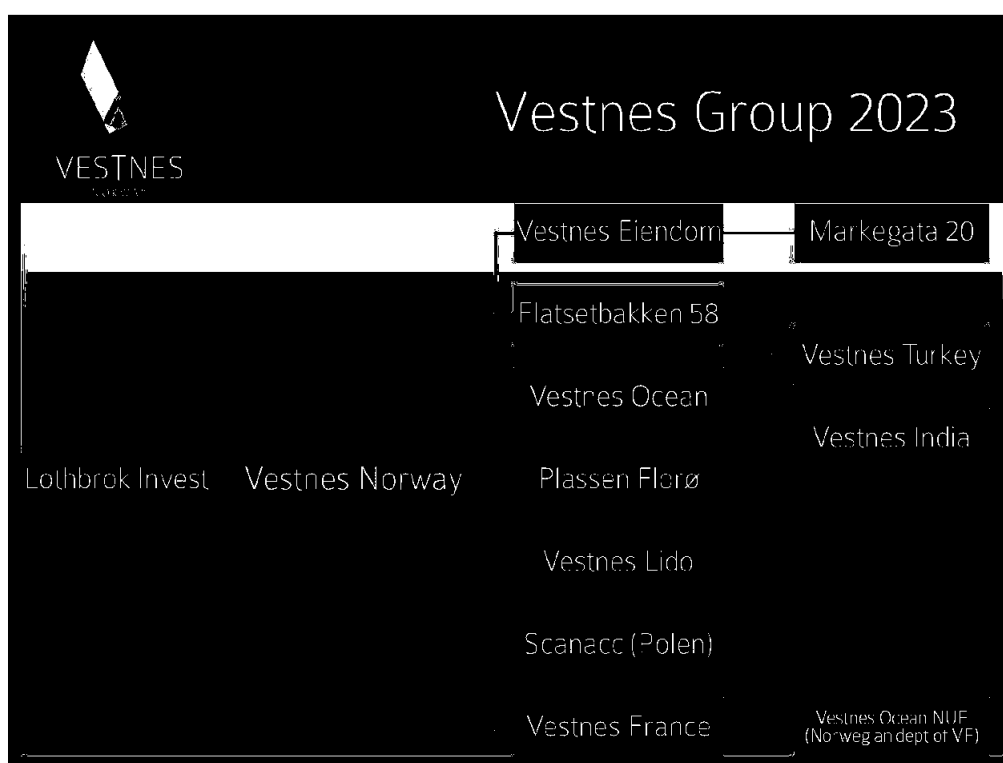 Vestnes Group 2023
VESTNES
Vestnes Eiendom
Markegata 20
Flatsetbakken 58
Vestnes Turkey
Vestnes Ocean
Vestnes India
Lothbrok Invest
Vestnes Norway
Plassen Florø
Vestnes Lido
Scanacc (Polen)
Vestnes France
Vestnes Ocean NUF
(Norwegian dept of VF)